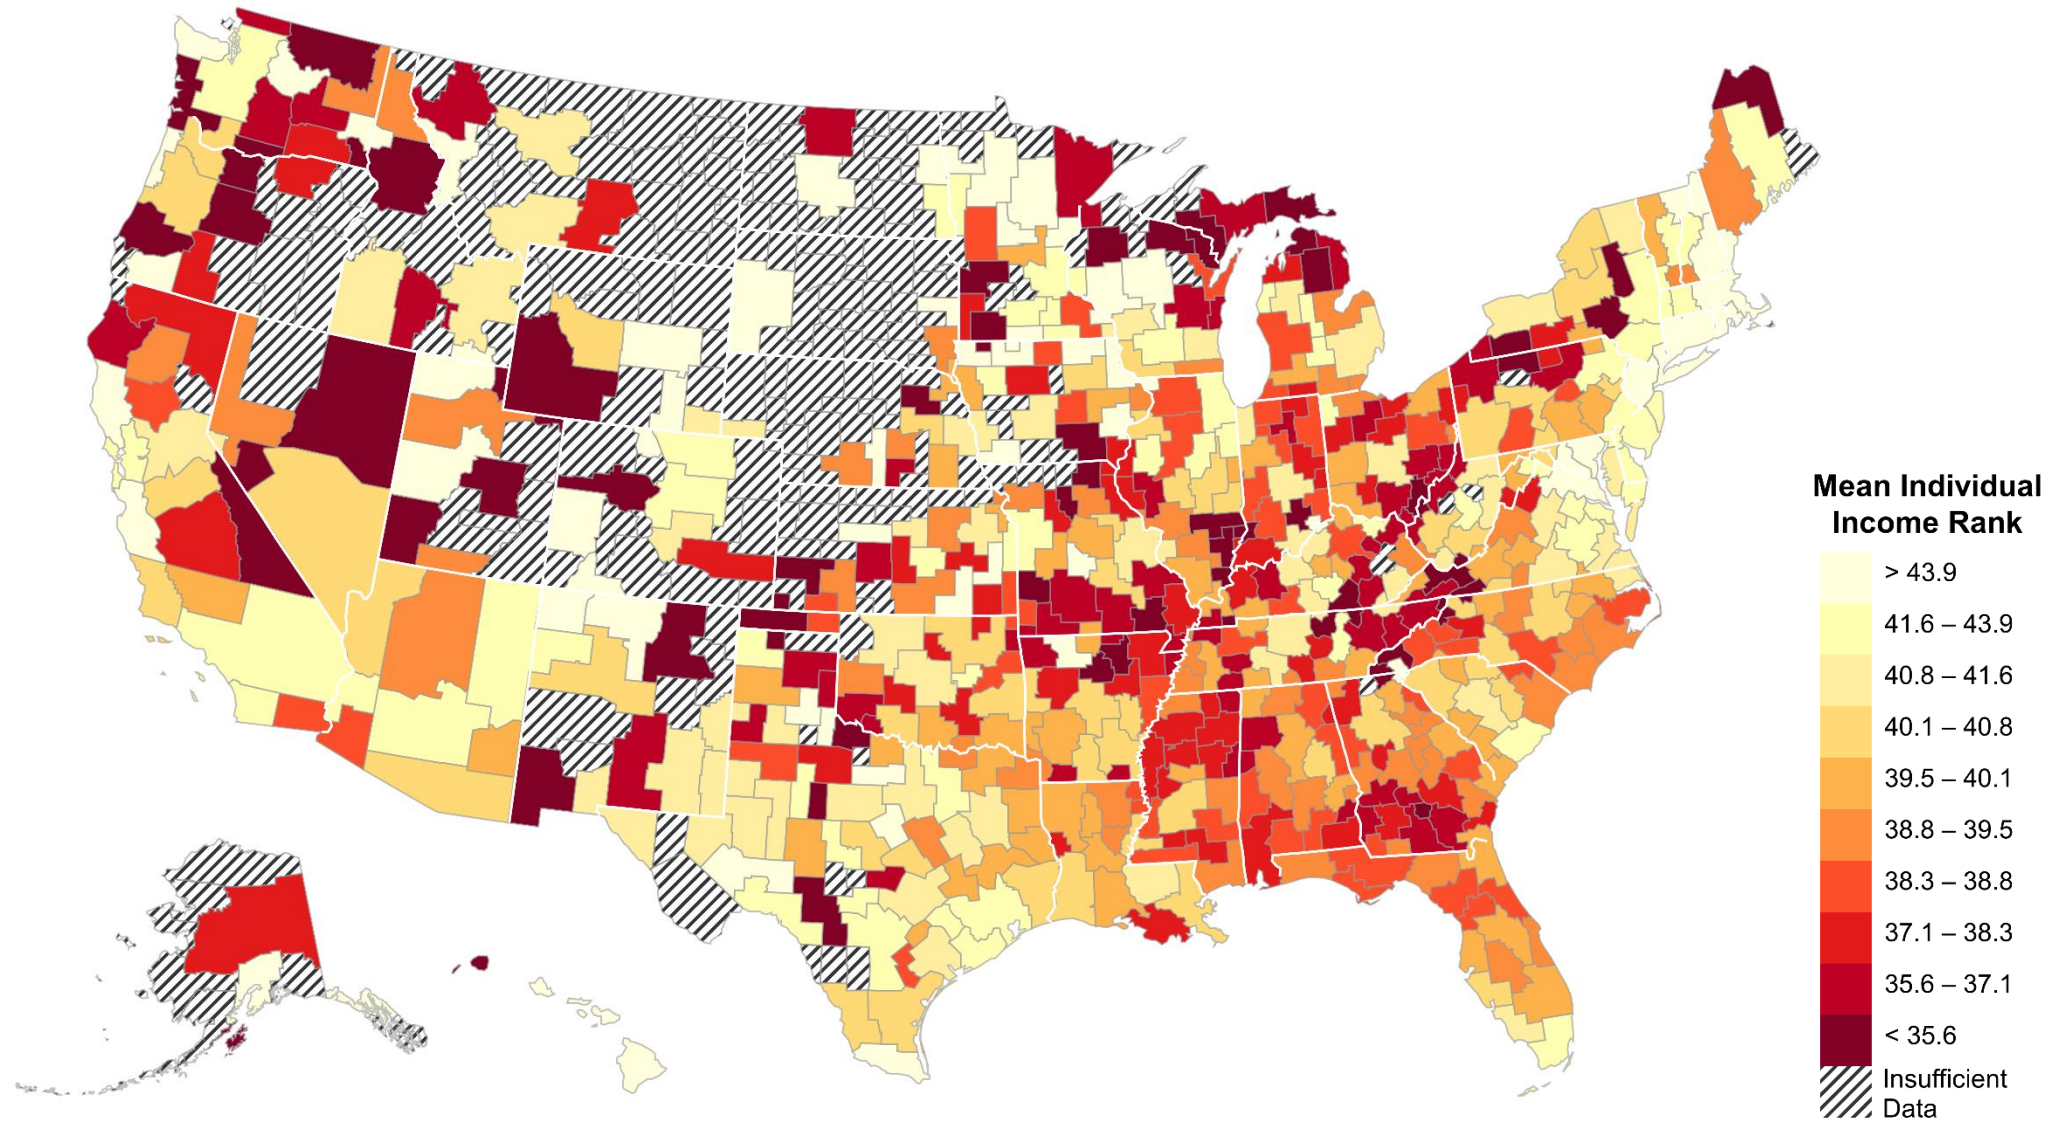 Mean Individual
Income Rank
> 43.9
41.6 – 43.9
40.8 – 41.6
40.1 – 40.8
39.5 – 40.1
38.8 – 39.5
38.3 – 38.8
37.1 – 38.3
35.6 – 37.1
< 35.6
Insufficient
Data